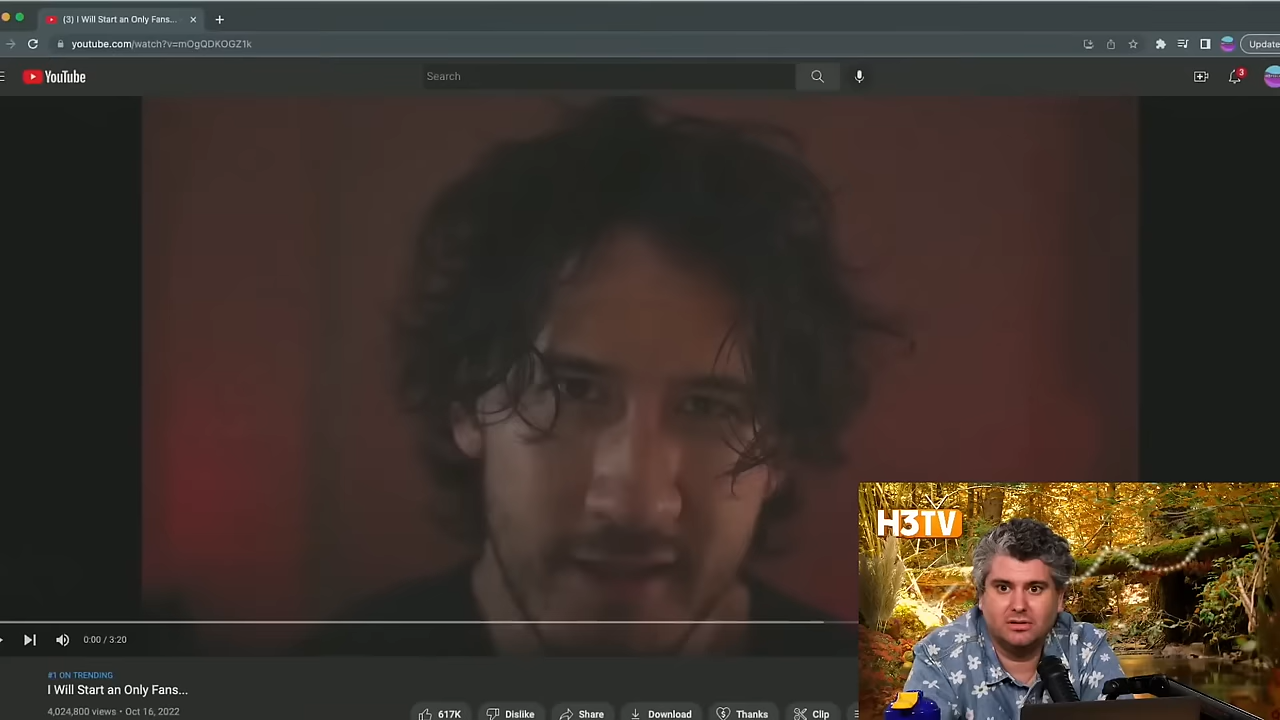 (3) I Will Start an Only Fans...
youtube.com/watch?v=mOgQDKOGZ1k
Update
YouTube
Search
3
H3TV
0:00 / 3:20
#1 ON TRENDING
I Will Start an Only Fans...
4,024,800 views • Oct 16, 2022
617K
Dislike
Share
Download
Thanks
Clip